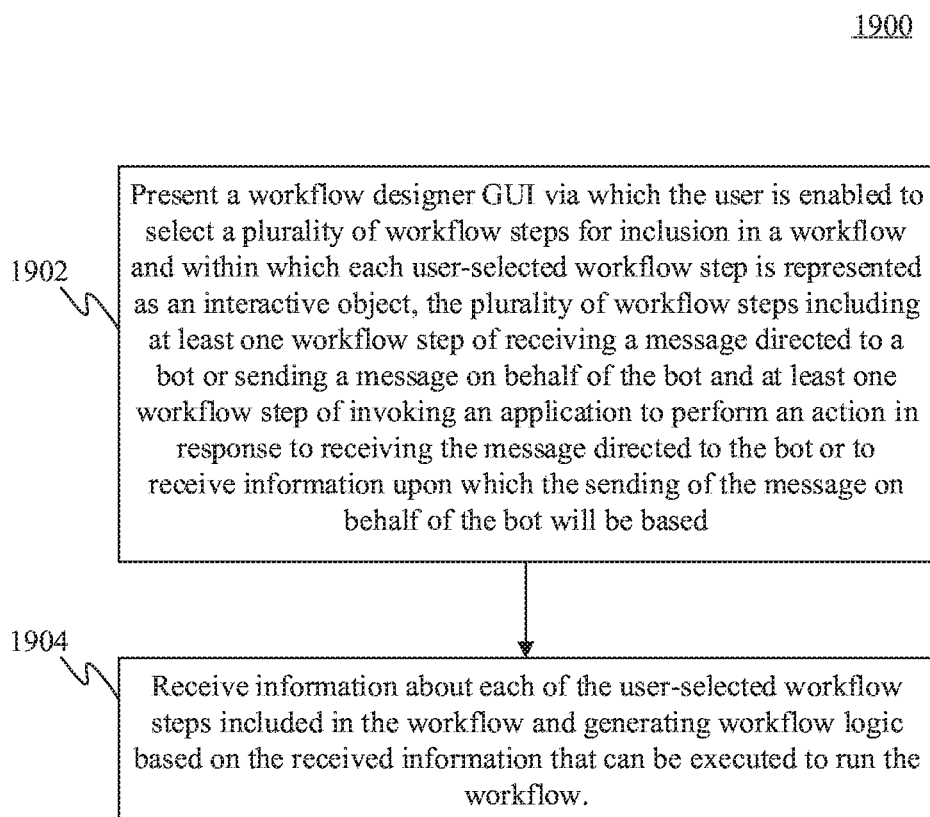 1900
Present a workflow designer GUI via which the user is enabled to
select a plurality of workflow steps for inclusion in a workflow
and within which each user-selected workflow step is represented
1902
as an interactive object, the plurality of workflow steps including
at least one workflow step of receiving a message directed to a
bot or sending a message on behalf of the bot and at least one
workflow step of invoking an application to perform an action in
response to receiving the message directed to the bot or to
receive information upon which the sending of the message on
behalf of the bot will be based
1904
Receive information about each of the user-selected workflow
steps included in the workflow and generating workflow logic
based on the received information that can be executed to run the
workflow.